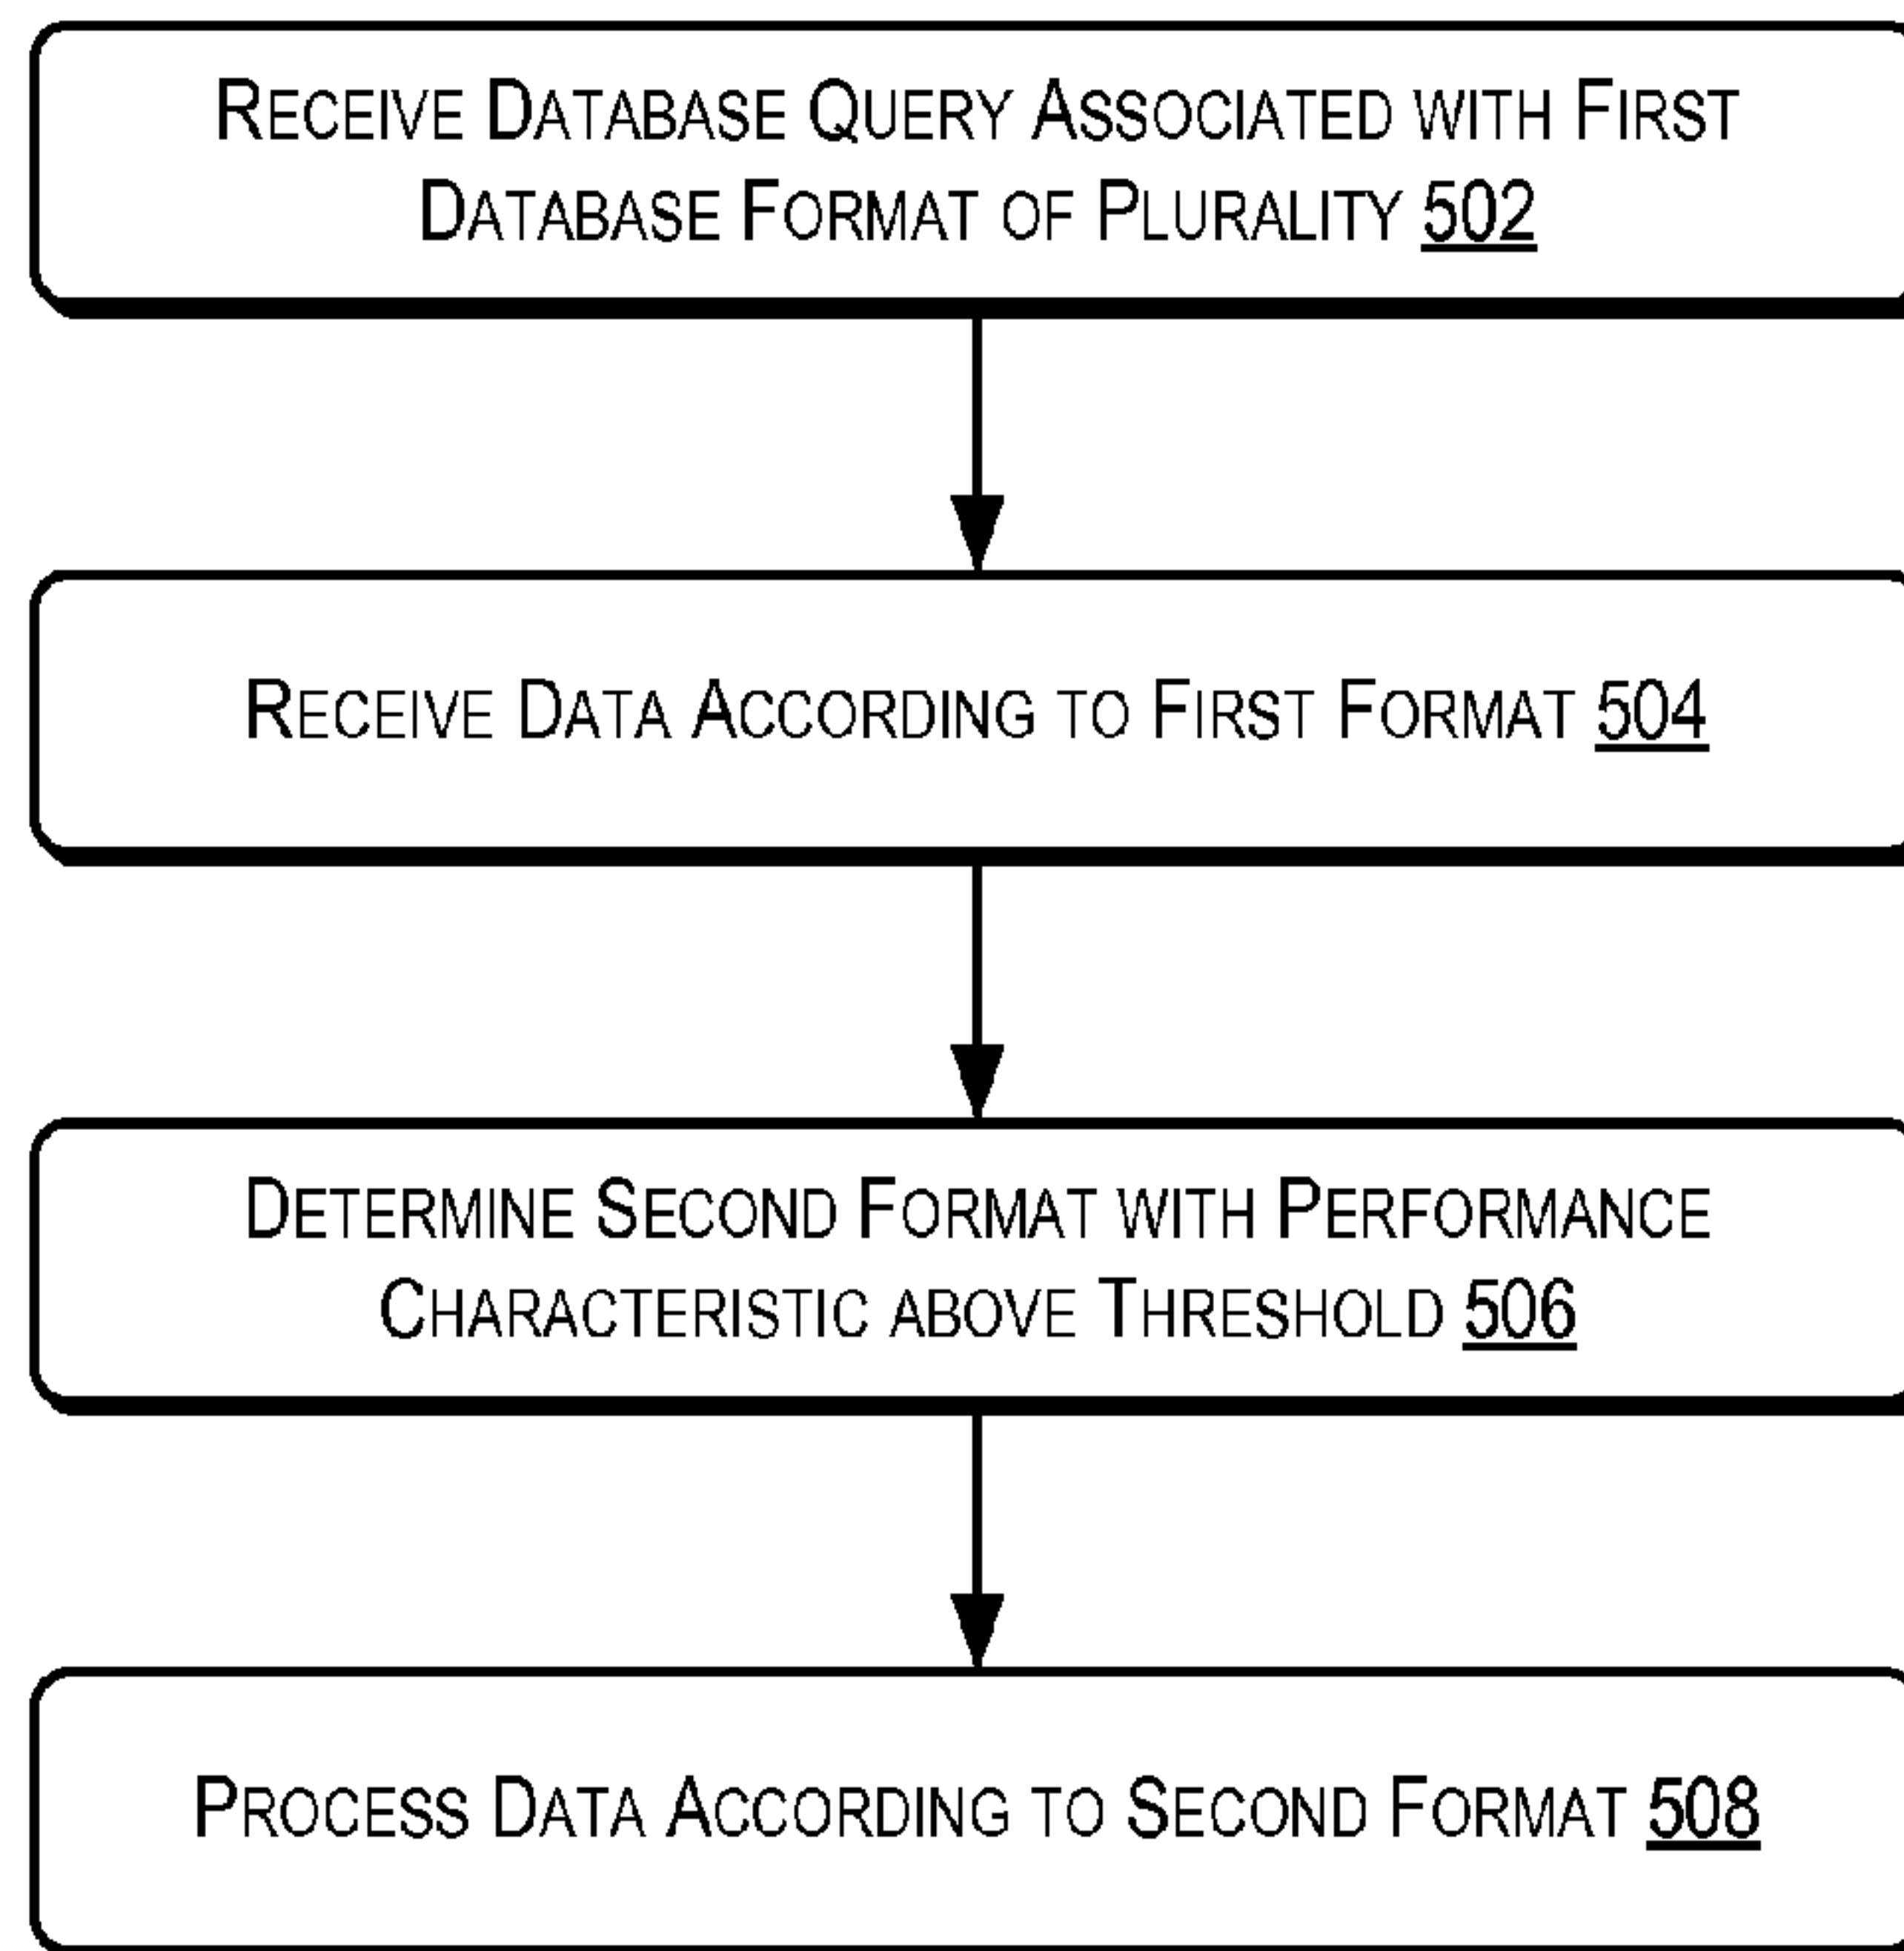 RECEIVE DATABASE QUERY ASSOCIATED WITH FIRST
DATABASE FORMAT OF PLURALITY 502
RECEIVE DATA ACCORDING TO FIRST FORMAT 504
DETERMINE SECOND FORMAT WITH PERFORMANCE
CHARACTERISTIC ABOVE THRESHOLD 506
PROCESS DATA ACCORDING TO SECOND FORMAT 508